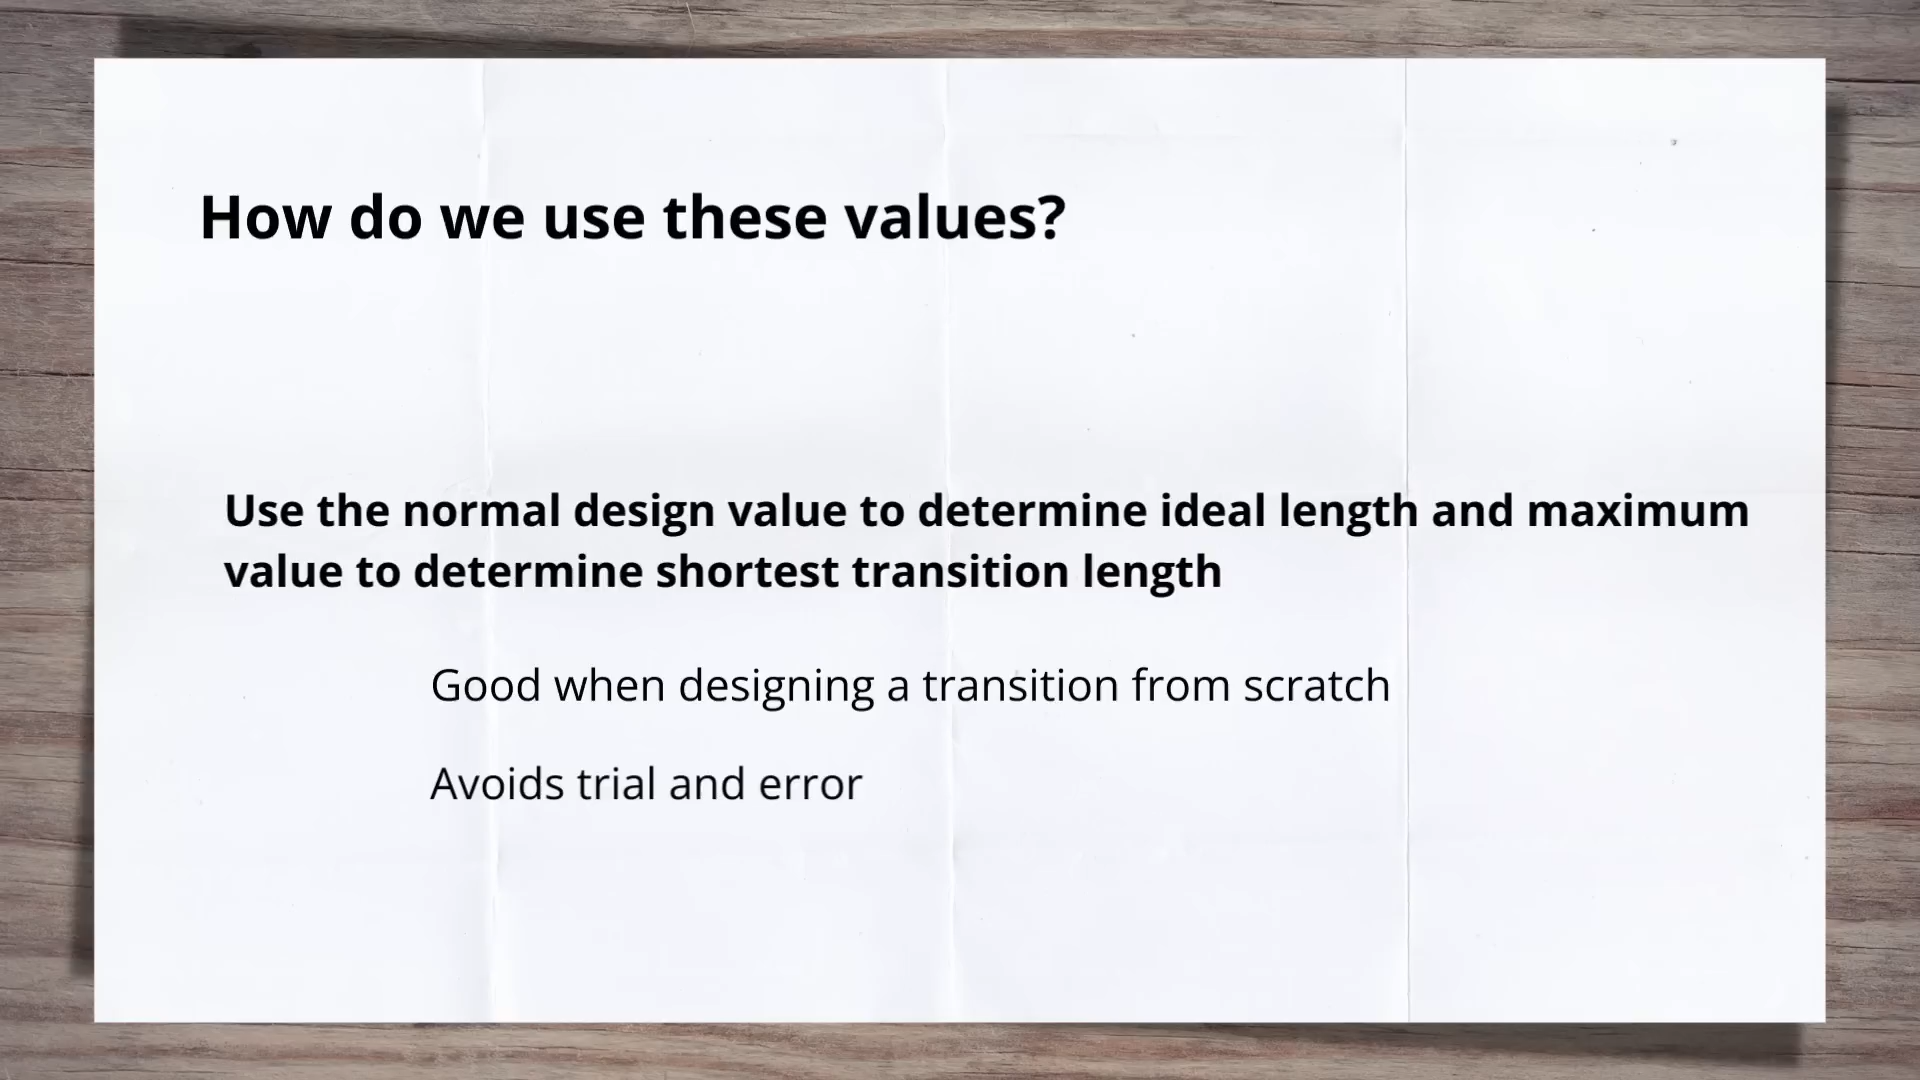 How do we use these values?
Use the normal design value to determine ideal length and maximum
value to determine shortest transition length
Good when designing a transition from scratch
Avoids trial and error